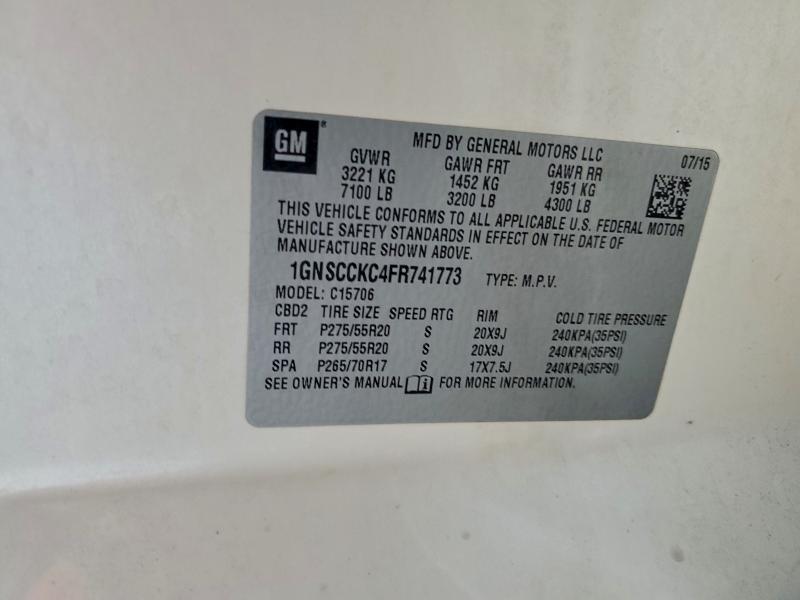 GM®
MFD BY GENERAL MOTORS LLC 07/15
GVWR GAWR FRT GAWR RR
3221 KG 1452 KG 1951 KG
7100 LB 3200 LB 4300 LB
THIS VEHICLE CONFORMS TO ALL APPLICABLE U.S. FEDERAL MOTOR
VEHICLE SAFETY STANDARDS IN EFFECT ON THE DATE OF
MANUFACTURE SHOWN ABOVE.
1GNSCCKC4FR741773 TYPE: M.P.V.
MODEL: C15706
CBD2 TIRE SIZE SPEED RTG RIM COLD TIRE PRESSURE
FRT P275/55R20 S 20X9J 240KPA(35PSI)
RR P275/55R20 S 20X9J 240KPA(35PSI)
SPA P265/70R17 S 17X7.5J 240KPA(35PSI)
SEE OWNER'S MANUAL FOR MORE INFORMATION.